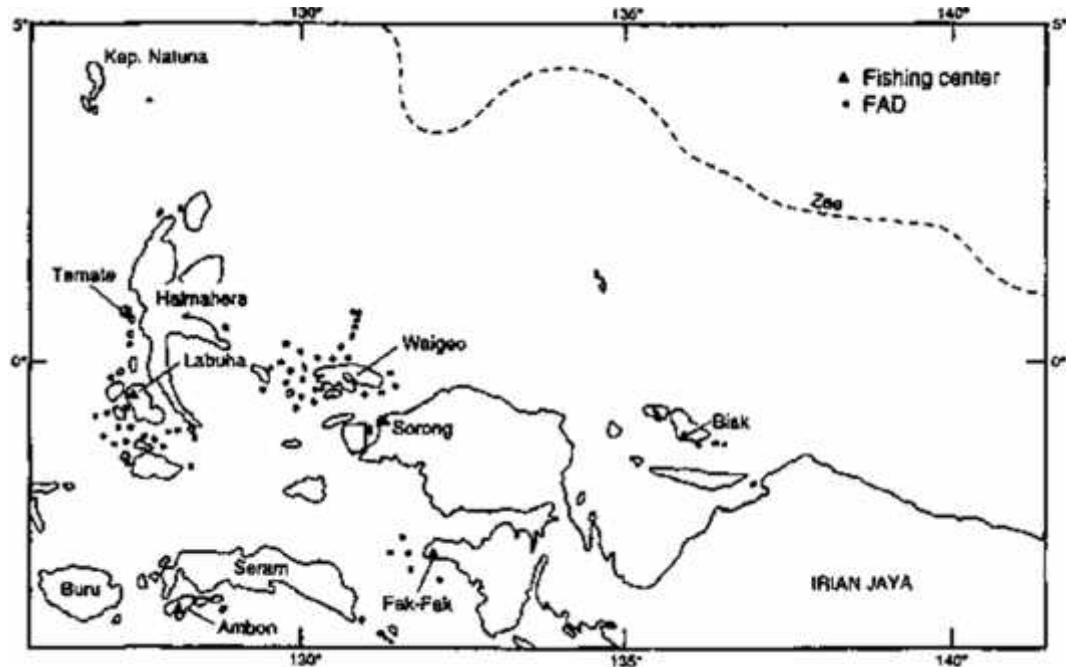 130°
135°
140°
5°
5°
Kep. Natuna
▲ Fishing center
• FAD
Zee
Ternate
Halmahera
Waigeo
0°
0°
Labuha
Sorong
Biak
Buru
Seram
Fak-Fak
IRIAN JAYA
Ambon
130°
135°
140°